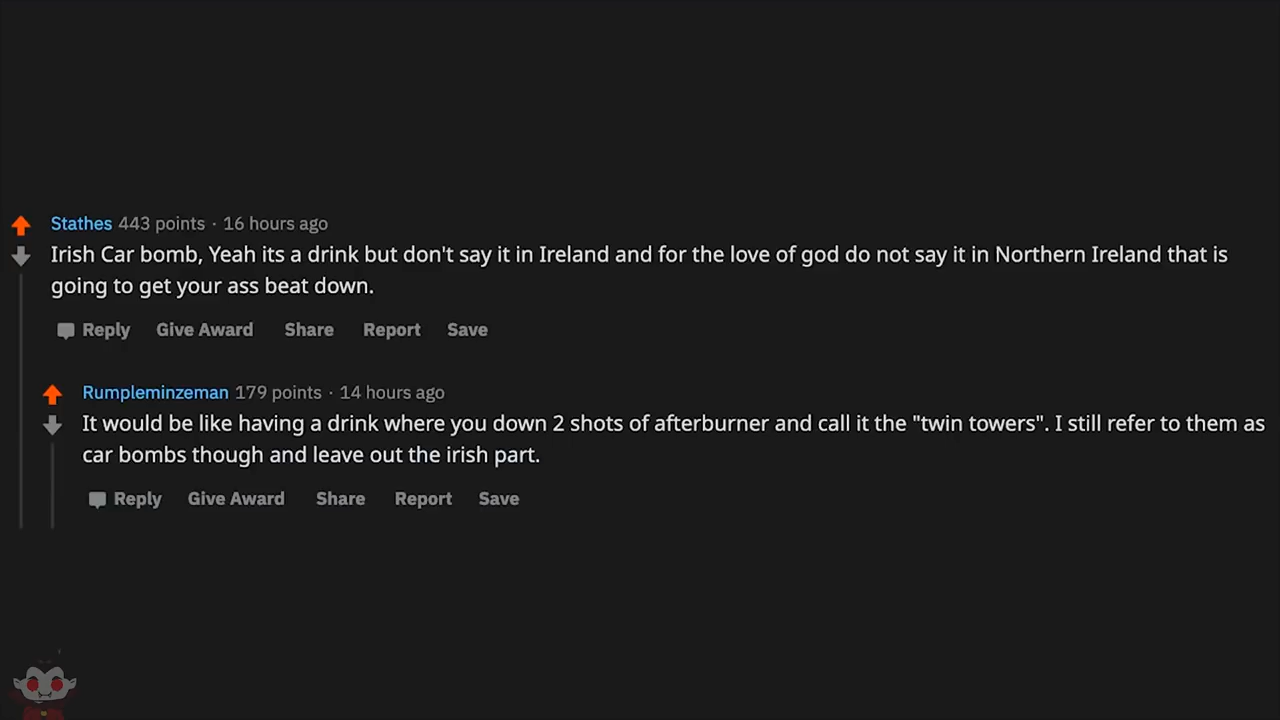 Stathes 443 points · 16 hours ago
Irish Car bomb, Yeah its a drink but don't say it in Ireland and for the love of god do not say it in Northern Ireland that is
going to get your ass beat down.
Reply Give Award Share Report Save
Rumpleminzeman 179 points · 14 hours ago
It would be like having a drink where you down 2 shots of afterburner and call it the "twin towers". I still refer to them as
car bombs though and leave out the irish part.
Reply Give Award Share Report Save